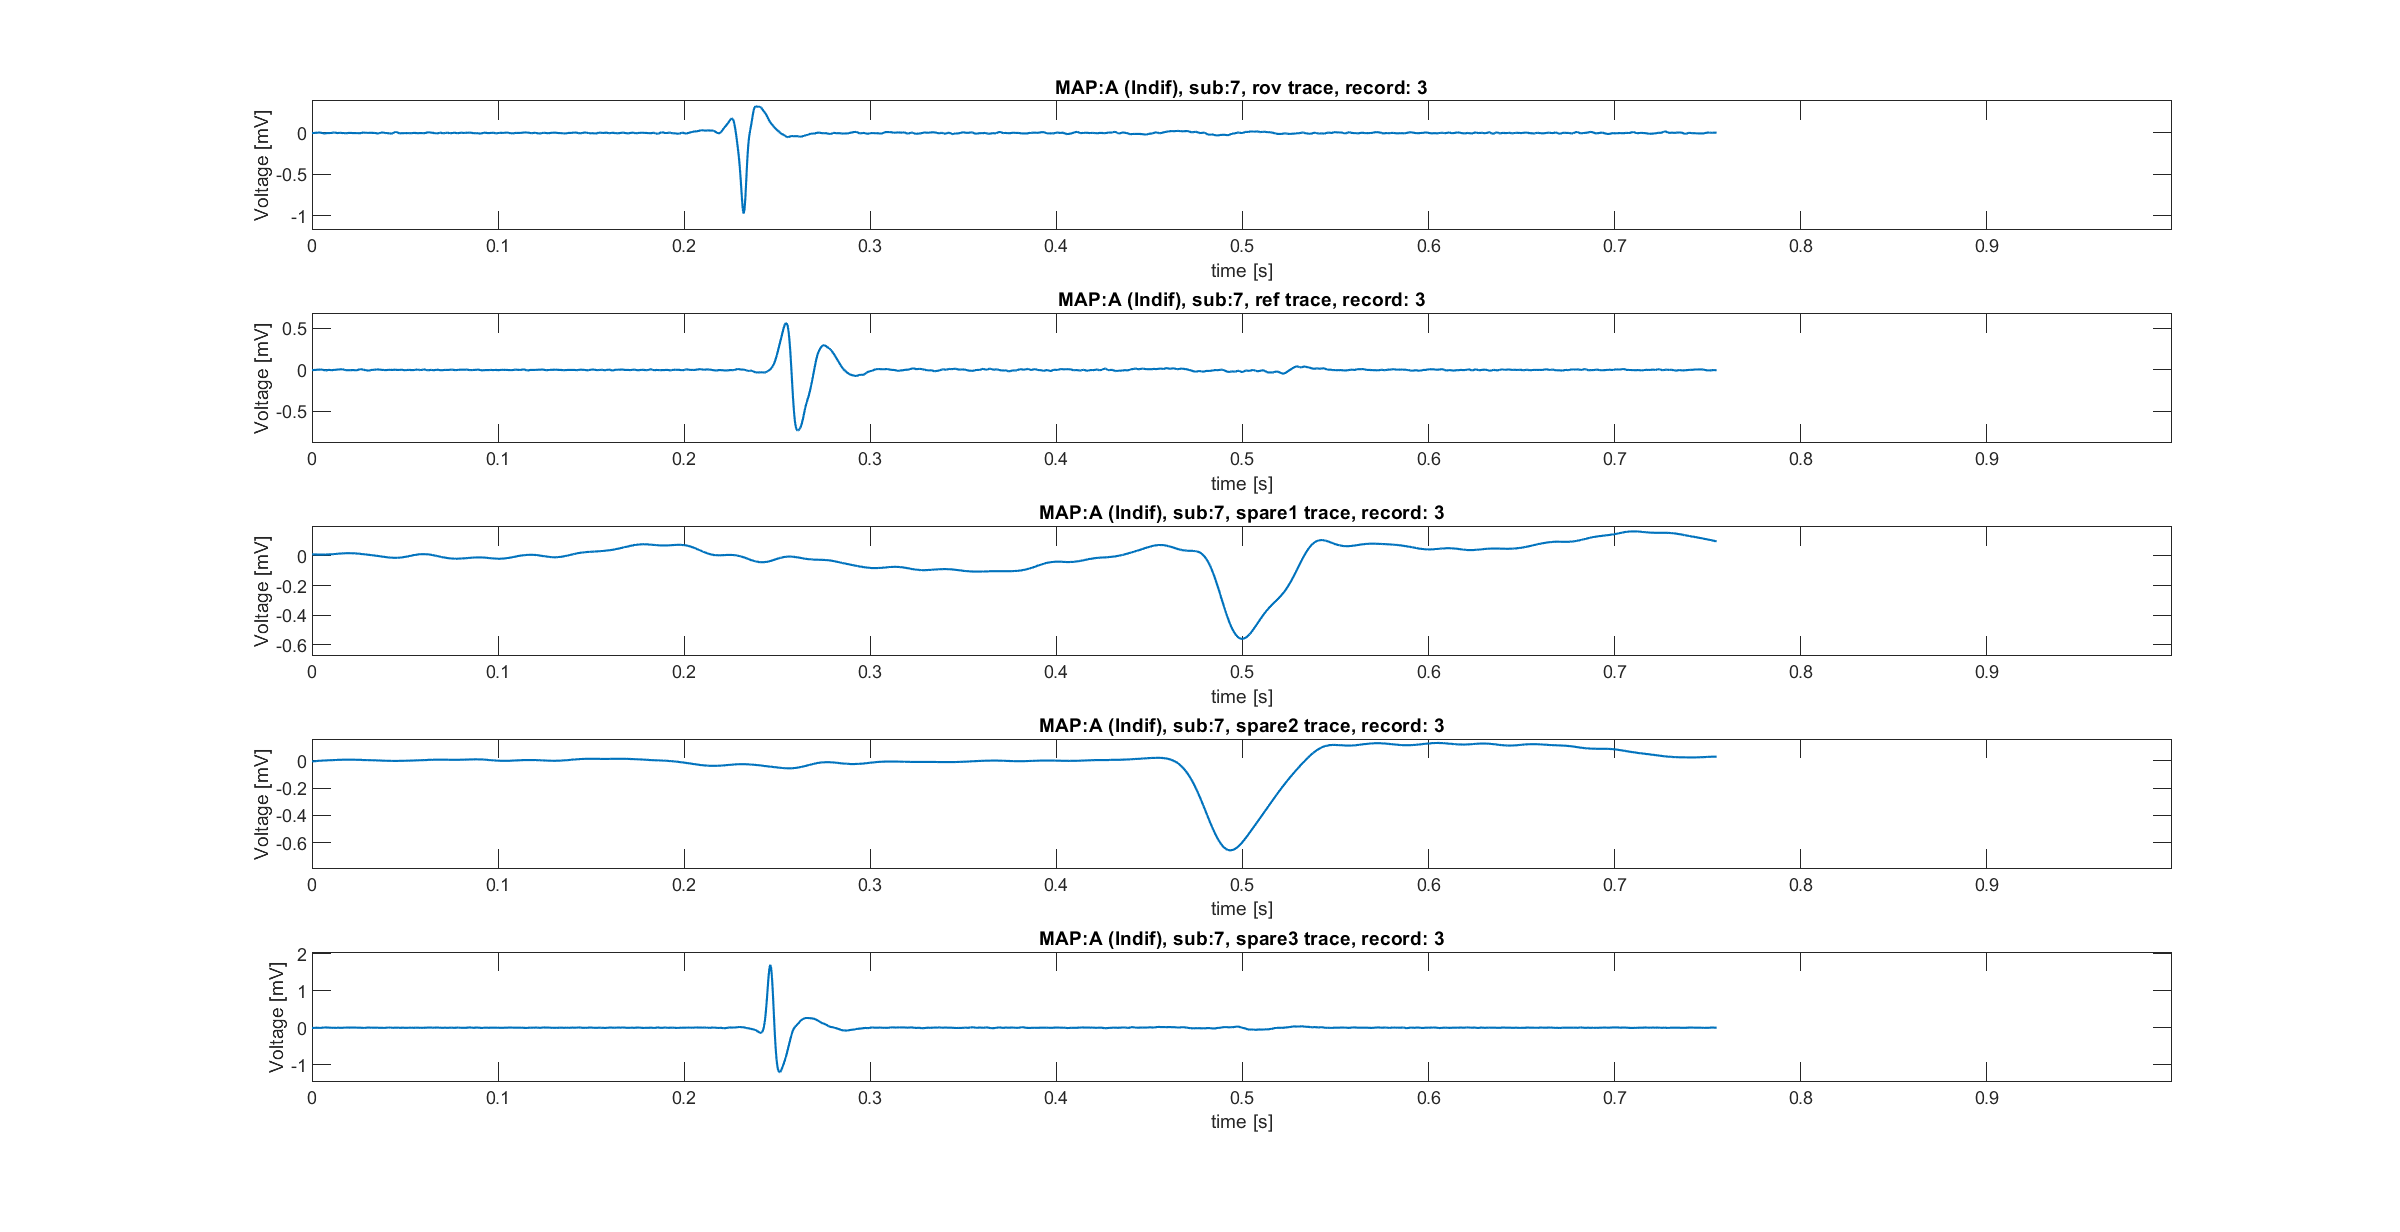 MAP:A (Indif), sub:7, rov trace, record: 3
Voltage [mV]
0
-0.5
-1
0 0.1 0.2 0.3 0.4 0.5 0.6 0.7 0.8 0.9
time [s]
MAP:A (Indif), sub:7, ref trace, record: 3
Voltage [mV]
0.5
0
-0.5
0 0.1 0.2 0.3 0.4 0.5 0.6 0.7 0.8 0.9
time [s]
MAP:A (Indif), sub:7, spare1 trace, record: 3
Voltage [mV]
0
-0.2
-0.4
-0.6
0 0.1 0.2 0.3 0.4 0.5 0.6 0.7 0.8 0.9
time [s]
MAP:A (Indif), sub:7, spare2 trace, record: 3
Voltage [mV]
0
-0.2
-0.4
-0.6
0 0.1 0.2 0.3 0.4 0.5 0.6 0.7 0.8 0.9
time [s]
MAP:A (Indif), sub:7, spare3 trace, record: 3
Voltage [mV]
2
1
0
-1
0 0.1 0.2 0.3 0.4 0.5 0.6 0.7 0.8 0.9
time [s]